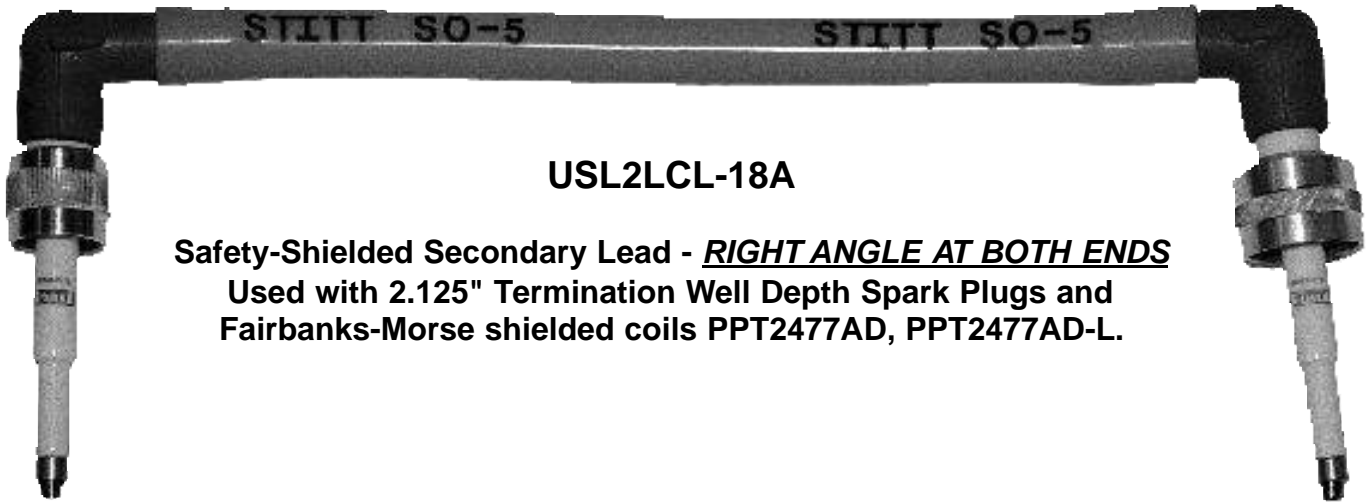 STITT SO-5 STITT SO-5
USL2LCL-18A
Safety-Shielded Secondary Lead - RIGHT ANGLE AT BOTH ENDS
Used with 2.125" Termination Well Depth Spark Plugs and
Fairbanks-Morse shielded coils PPT2477AD, PPT2477AD-L.